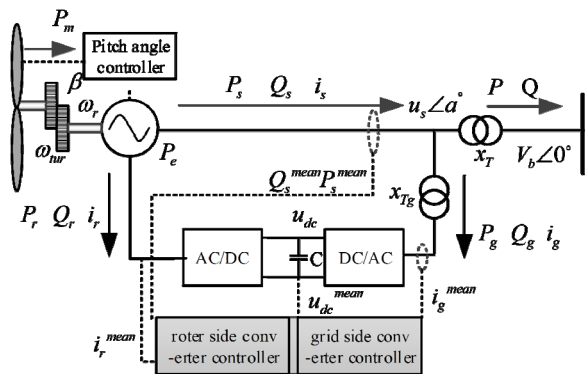 P_m
Pitch angle
controller
β
ω_r
ω_tur
P_e
P_s Q_s i_s
u_s∠a°
P Q
x_T
V_b∠0°
Q_s^mean P_s^mean
x_Tg
P_r Q_r i_r
u_dc
P_g Q_g i_g
AC/DC
C
DC/AC
u_dc^mean
i_g^mean
i_r^mean
roter side conv
-erter controller
grid side conv
-erter controller